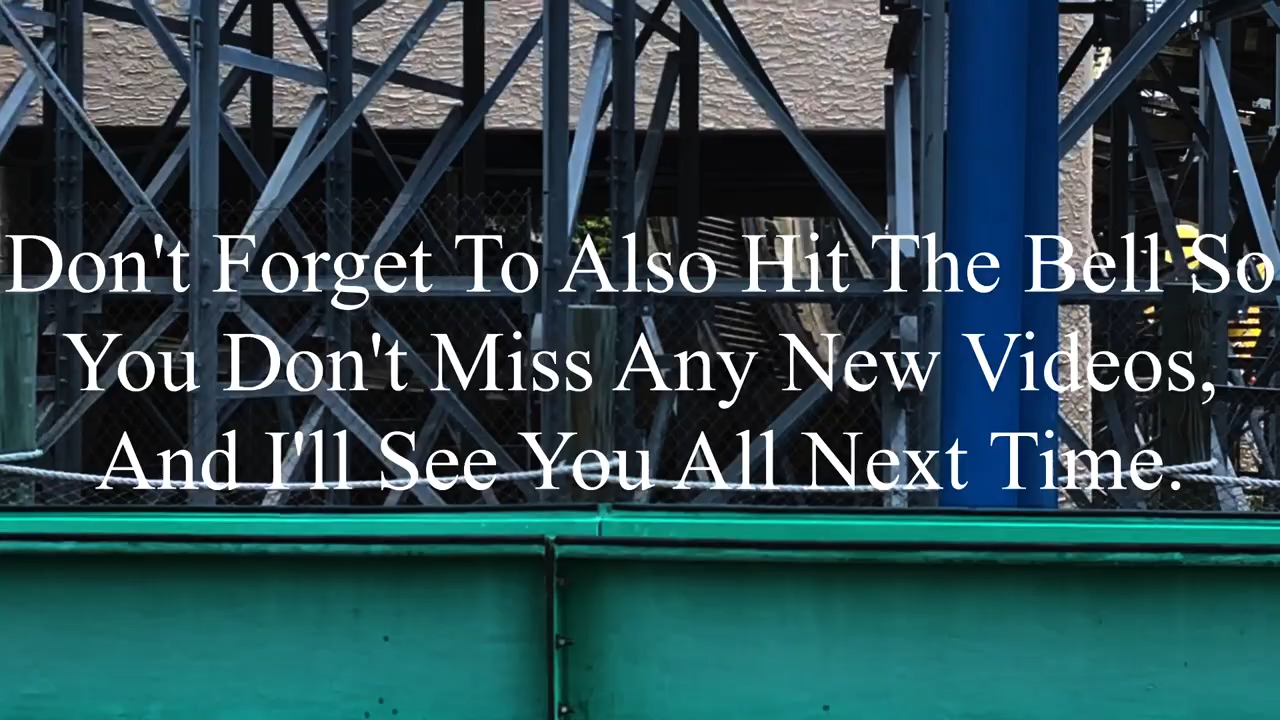 Don't Forget To Also Hit The Bell So
You Don't Miss Any New Videos,
And I'll See You All Next Time.